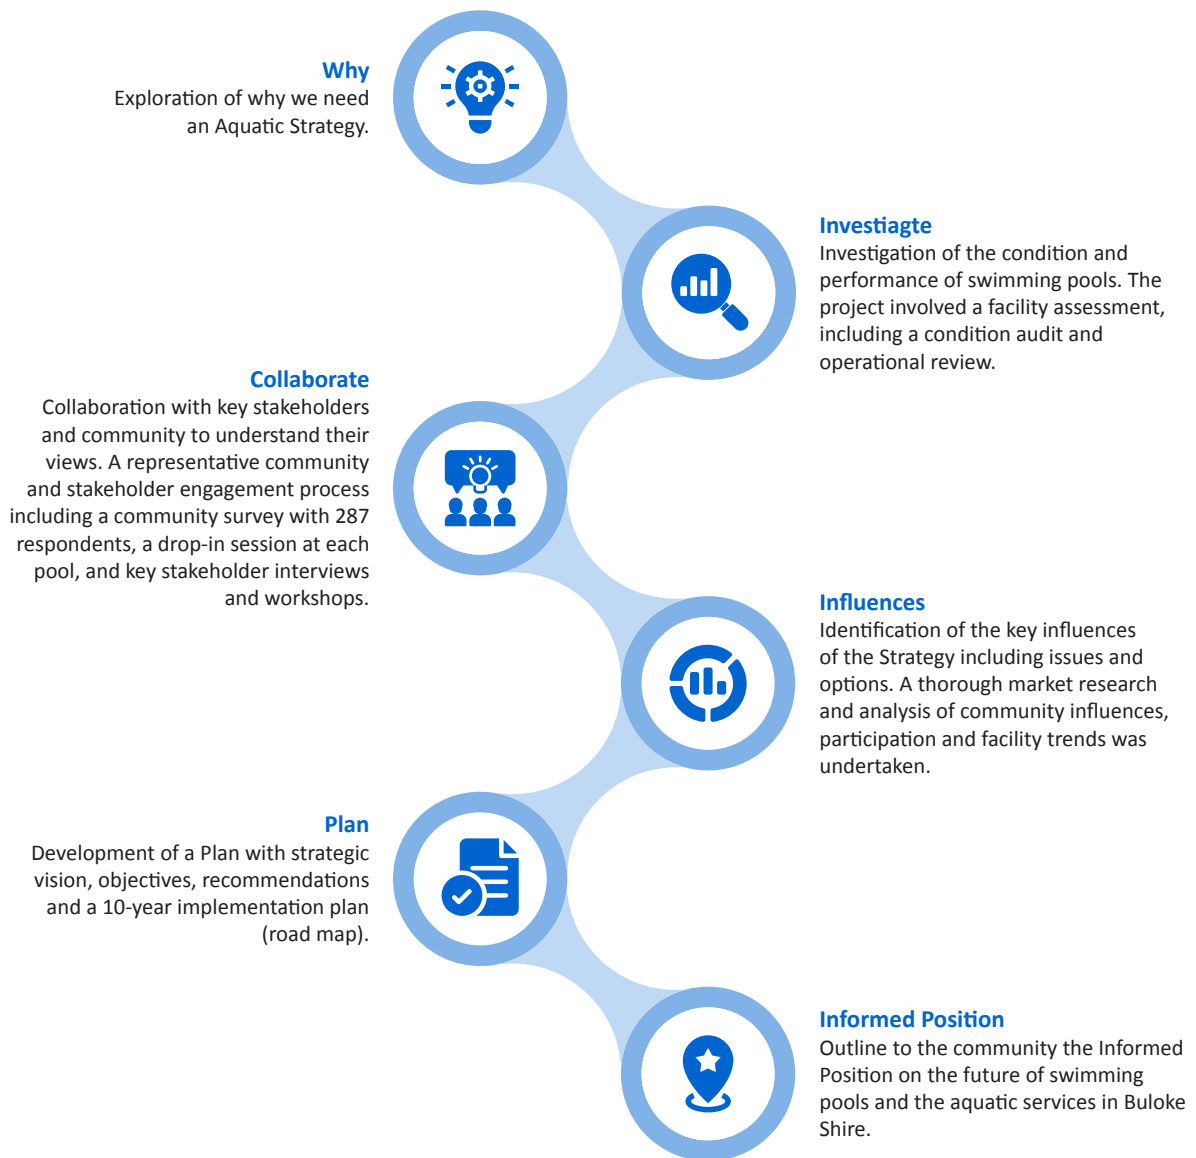 Why
Exploration of why we need
an Aquatic Strategy.
Investiagte
Investigation of the condition and
performance of swimming pools. The
project involved a facility assessment,
including a condition audit and
operational review.
Collaborate
Collaboration with key stakeholders
and community to understand their
views. A representative community
and stakeholder engagement process
including a community survey with 287
respondents, a drop-in session at each
pool, and key stakeholder interviews
and workshops.
Influences
Identification of the key influences
of the Strategy including issues and
options. A thorough market research
and analysis of community influences,
participation and facility trends was
undertaken.
Plan
Development of a Plan with strategic
vision, objectives, recommendations
and a 10-year implementation plan
(road map).
Informed Position
Outline to the community the Informed
Position on the future of swimming
pools and the aquatic services in Buloke
Shire.